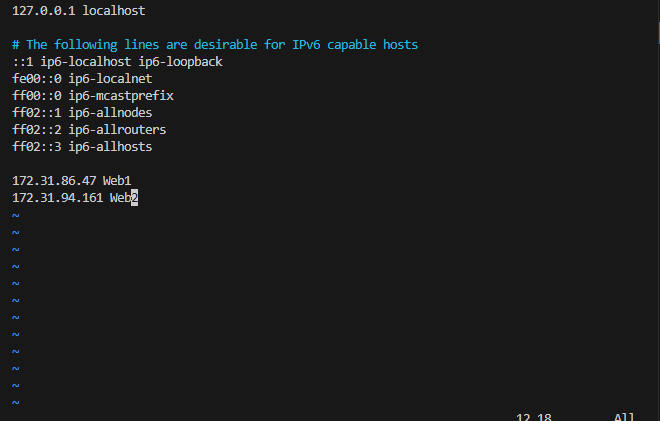 127.0.0.1 localhost
# The following lines are desirable for IPv6 capable hosts
::1 ip6-localhost ip6-loopback
fe00::0 ip6-localnet
ff00::0 ip6-mcastprefix
ff02::1 ip6-allnodes
ff02::2 ip6-allrouters
ff02::3 ip6-allhosts
172.31.86.47 Web1
172.31.94.161 Web2
~
~
~
~
~
~
~
~
~
~
~
~
12,18 All